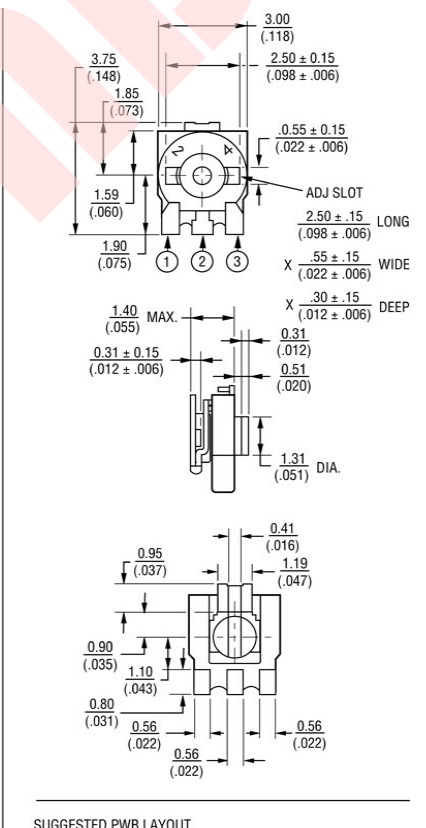 3.00
(.118)
3.75
(.148)
2.50 ± 0.15
(.098 ± .006)
1.85
(.073)
0.55 ± 0.15
(.022 ± .006)
2
4
1.59
(.060)
ADJ SLOT
2.50 ± .15 LONG
(.098 ± .006)
1.90
(.075)
1
2
3
X .55 ± .15 WIDE
(.022 ± .006)
X .30 ± .15 DEEP
(.012 ± .006)
1.40 MAX.
(.055)
0.31
(.012)
0.31 ± 0.15
(.012 ± .006)
0.51
(.020)
1.31 DIA.
(.051)
0.41
(.016)
0.95
(.037)
1.19
(.047)
0.90
(.035)
1.10
(.043)
0.80
(.031)
0.56
(.022)
0.56
(.022)
0.56
(.022)
SUGGESTED PWB LAYOUT